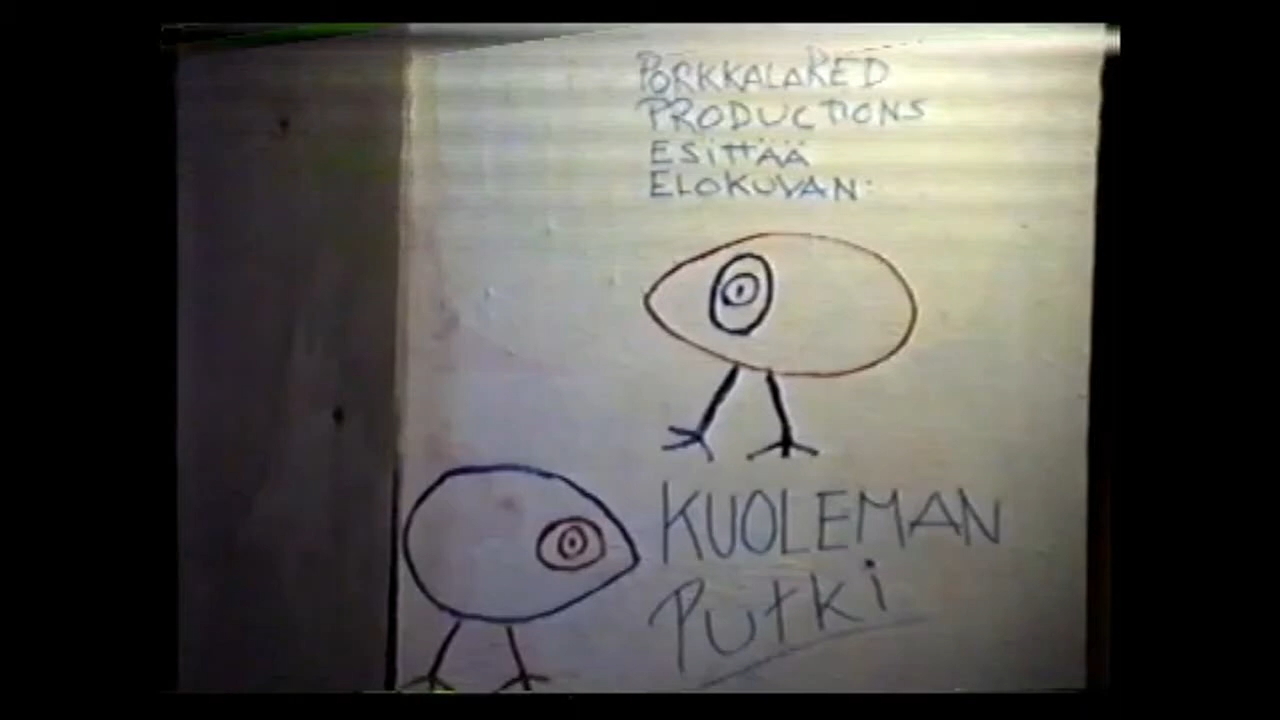 PORKKALARED
PRODUCTIONS
ESITTÄÄ
ELOKUVAN:
KUOLEMAN
PUTKI